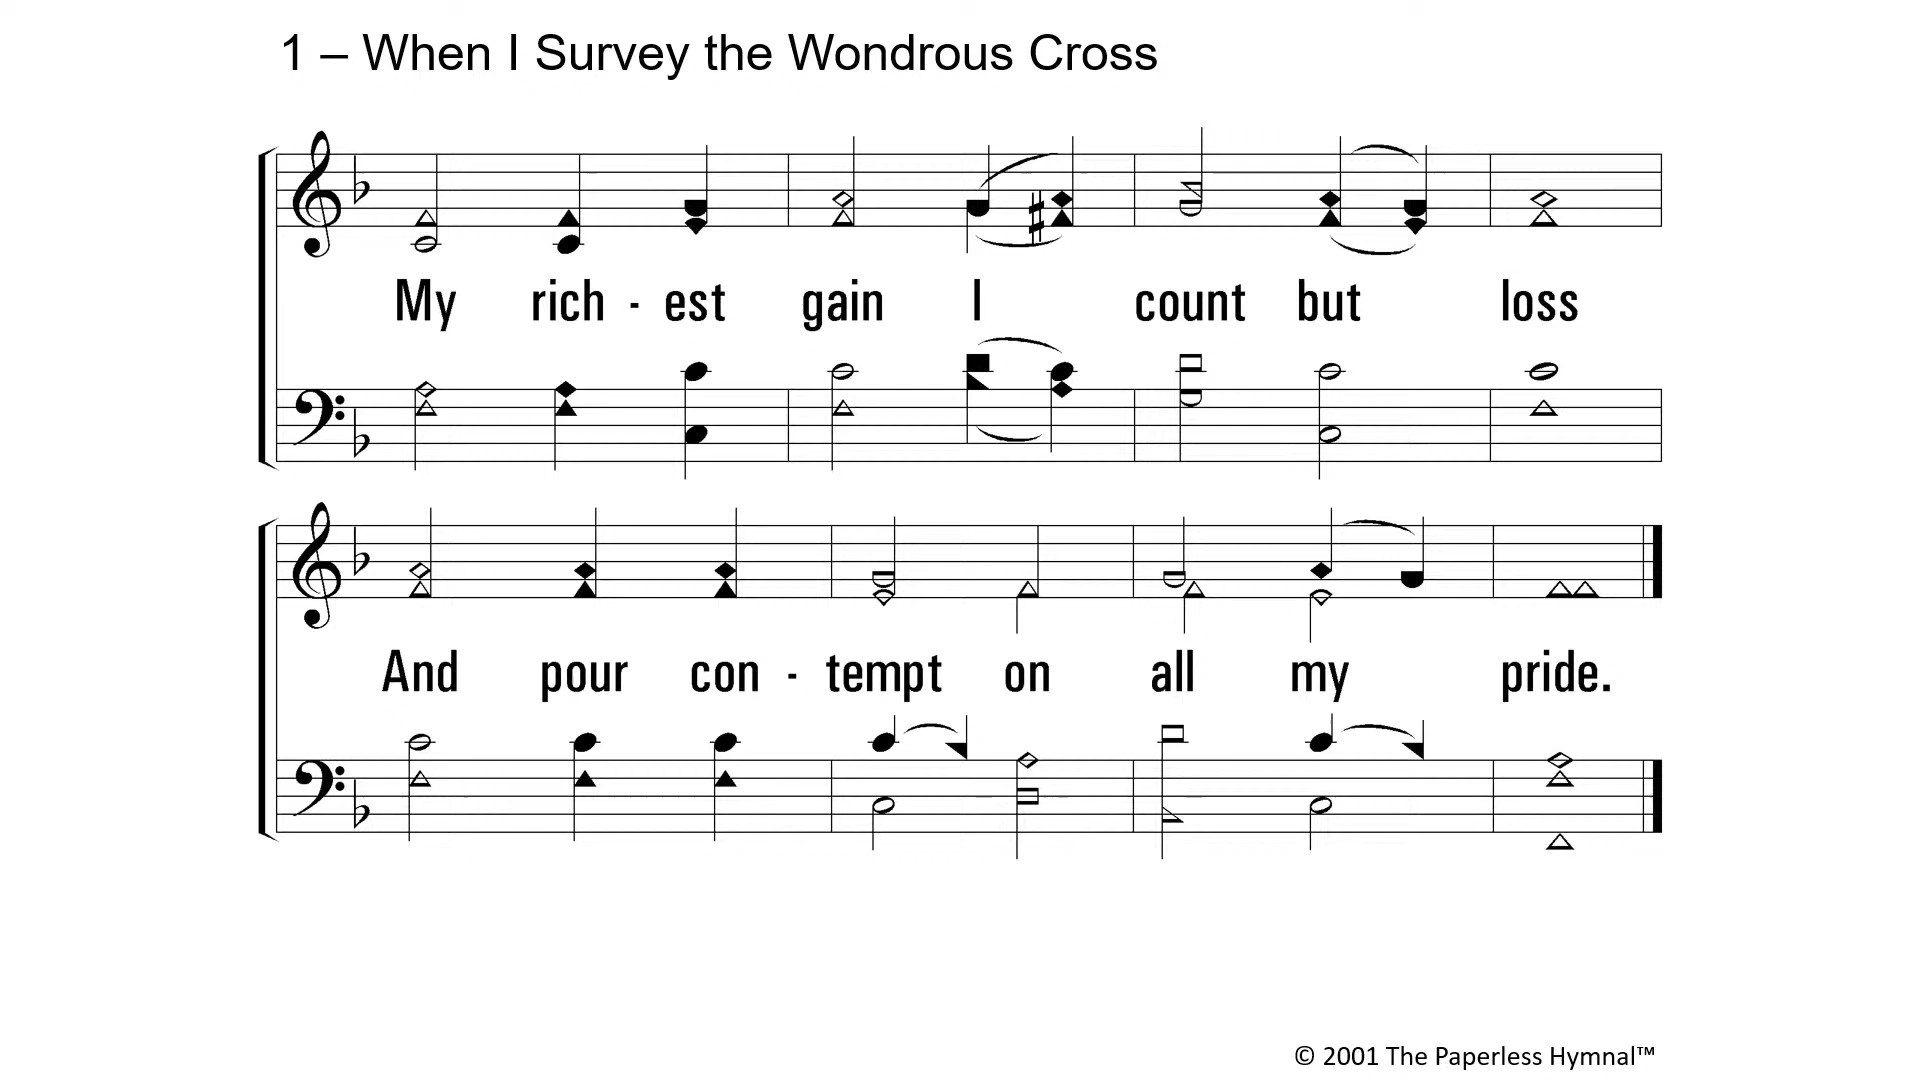 1 – When I Survey the Wondrous Cross
My rich - est gain I count but loss
And pour con - tempt on all my pride.
© 2001 The Paperless Hymnal™